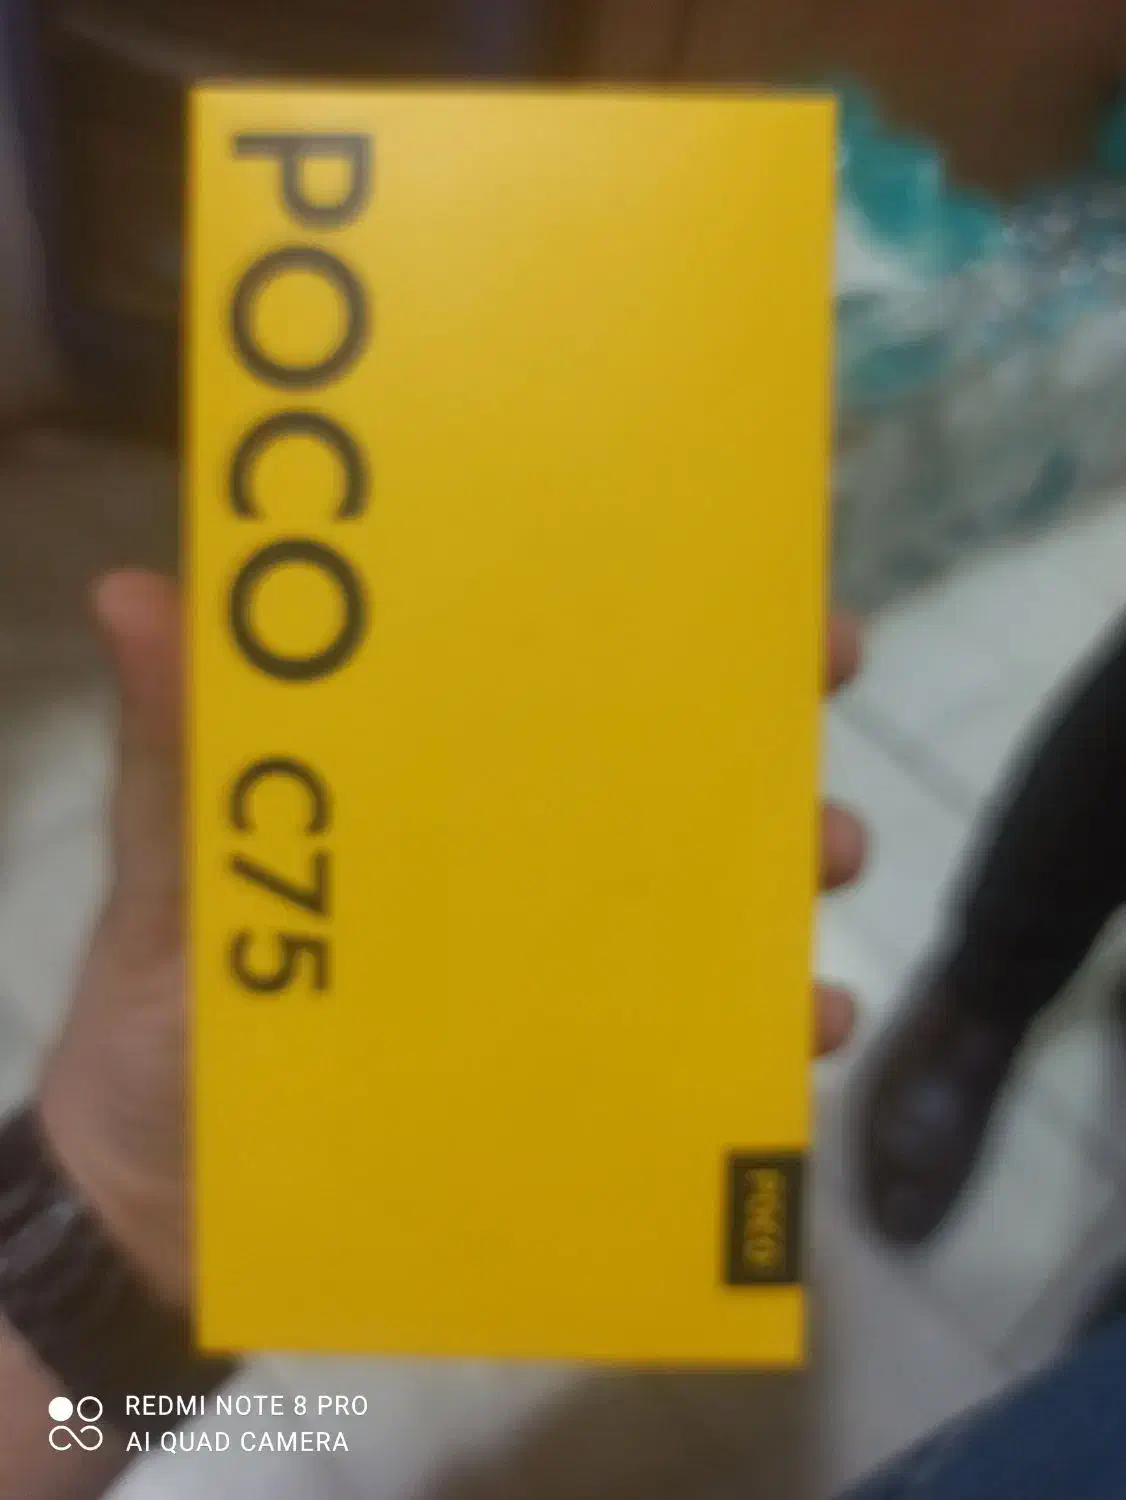 POCO C75
POCO
REDMI NOTE 8 PRO
AI QUAD CAMERA